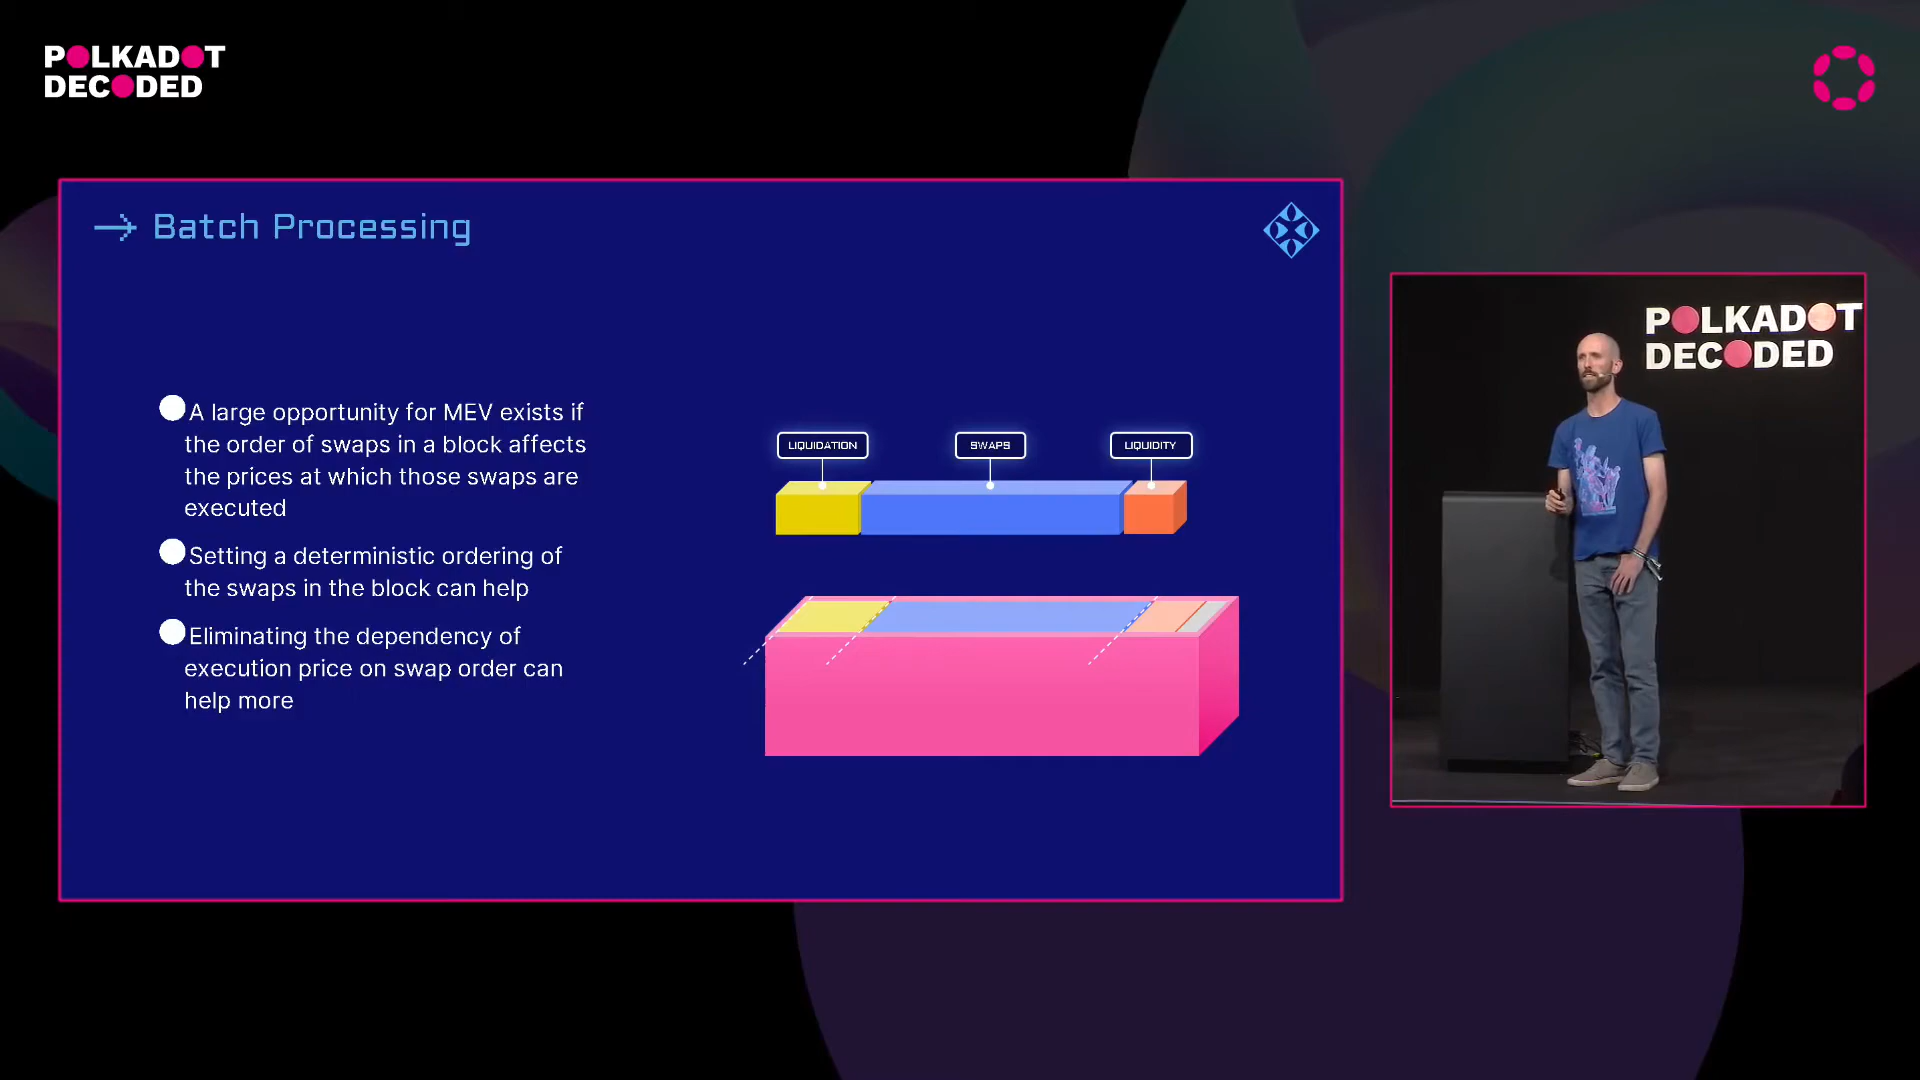 POLKADOT
DECODED
Batch Processing
A large opportunity for MEV exists if
the order of swaps in a block affects
the prices at which those swaps are
executed
Setting a deterministic ordering of
the swaps in the block can help
Eliminating the dependency of
execution price on swap order can
help more
LIQUIDATION
SWAPS
LIQUIDITY
POLKADOT
DECODED